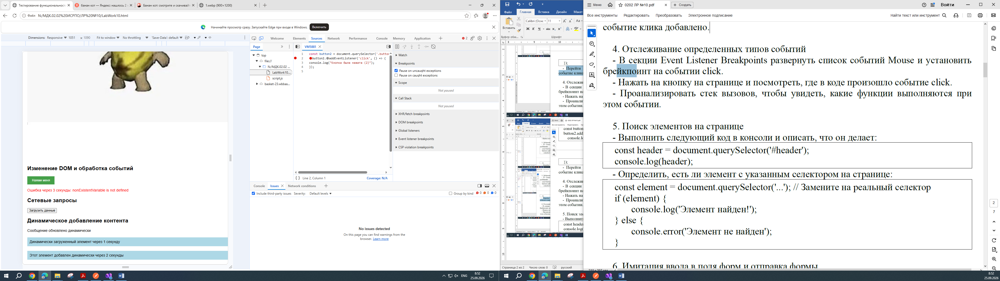 Тестирование функциональност
банан кот — Яндекс: нашлось 2
Банан кот: смотрите и скачивайт
1.webp (900×1200)
Файл
N:/МДК.02.02%20ИСРПО/ЛР%20№10/LabWork10.html
Начинайте просмотр сразу. Запускайте Edge при входе в Windows.
Включить
Dimensions: Responsive
1051
× 1090
Fit to window
No throttling
'Save-Data': default
Изменение DOM и обработка событий
Нажми меня
Ошибка через 3 секунды: nonExistentVariable is not defined
Сетевые запросы
Загрузить данные
Динамическое добавление контента
Сообщение обновлено динамически
Динамически загруженный элемент через 1 секунду
Этот элемент добавлен динамически через 2 секунды
Welcome
Elements
Sources
Network
Performance
Console
Memory
Application
2
Page
top
file://
N:/МДК.02.02 ...
LabWork10....
script.js
basket-23.wbbas...
VM5881
1 const button2 = document.querySelector('.button
2 button2.addEventListener('click', () => {
3 console.log("Кнопка была нажата (2)");
4 });
5
{ } Line 2, Column 1
Coverage: N/A
Watch
Breakpoints
Pause on uncaught exceptions
Pause on caught exceptions
Scope
Not paused
Call Stack
Not paused
XHR/fetch breakpoints
DOM breakpoints
Global listeners
Event listener breakpoints
CSP violation breakpoints
Console
Issues
Network conditions
Include third-party issues
Severity:
Default levels
Group by kind
0
0
0
No issues detected
On this page you can find warnings from the
browser. Learn more
ENG
8:52
25.09.2026
Файл
Главная
Вставка
Дизайн
Макет
Вставить
Calibri (Оснс
11
Aa
Ж К Ч abc x₂ x²
Буфер обм...
Шрифт
});
- Перейти
событие клика
4. Отслежи
- В секции
брейкпоинт на
- Нажать на
- Проанали
этом событии.
const button
button2.addl
console.lo
});
- Перейти
событие клика
4. Отслежи
- В секции
брейкпоинт на
- Нажать на
- Проанали
этом событии.
5. Поиск эле
- Выполнит
const header
console.log(
Страница 2 из 2
Число слов: 0
русский
Меню
0202 ЛР №10.pdf
Создать
Войти
Все инструменты
Редактировать
Преобразовать
Электронное подписание
Найти текст или инструмент
событие клика добавлено.
4. Отслеживание определенных типов событий
- В секции Event Listener Breakpoints развернуть список событий Mouse и установить
брейкпоинт на событии click.
- Нажать на кнопку на странице и посмотреть, где в коде произошло событие click.
- Проанализировать стек вызовов, чтобы увидеть, какие функции выполняются при
этом событии.
5. Поиск элементов на странице
- Выполнить следующий код в консоли и описать, что он делает:
const header = document.querySelector('#header');
console.log(header);
- Определить, есть ли элемент с указанным селектором на странице:
const element = document.querySelector('...'); // Замените на реальный селектор
if (element) {
console.log('Элемент найден!');
} else {
console.error('Элемент не найден');
}
6. Имитация ввода в поля форм и отправка формы
2
7
8:52
25.09.2026